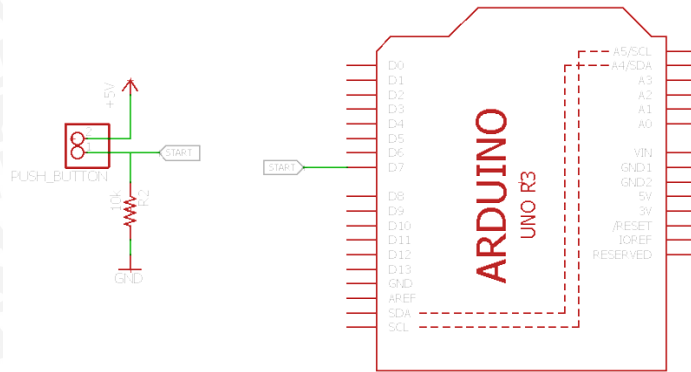 +5V
2
1
START
PUSH_BUTTON
10k
R2
GND
START
D0
D1
D2
D3
D4
D5
D6
D7
D8
D9
D10
D11
D12
D13
GND
AREF
SDA
SCL
ARDUINO
UNO R3
A5/SCL
A4/SDA
A3
A2
A1
A0
VIN
GND1
GND2
5V
3V
/RESET
IOREF
RESERVED